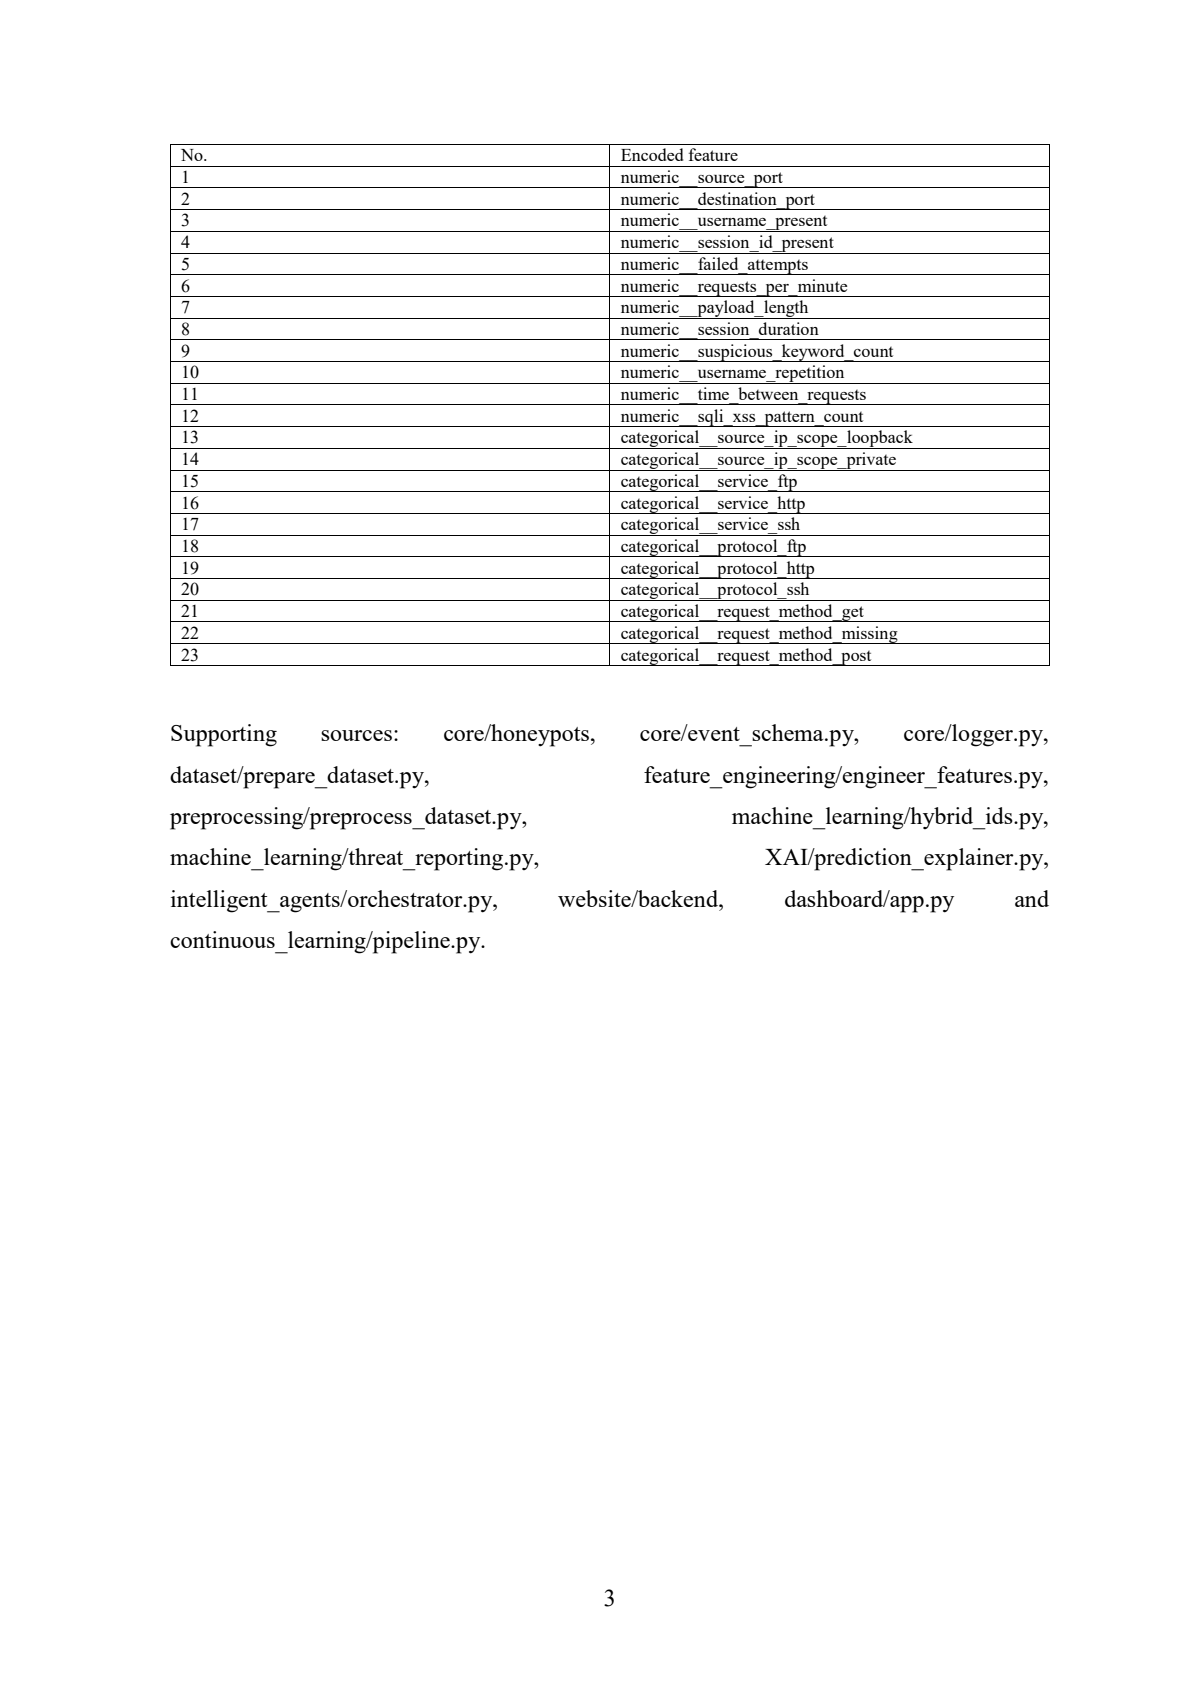 No. Encoded feature
1 numeric__source_port
2 numeric__destination_port
3 numeric__username_present
4 numeric__session_id_present
5 numeric__failed_attempts
6 numeric__requests_per_minute
7 numeric__payload_length
8 numeric__session_duration
9 numeric__suspicious_keyword_count
10 numeric__username_repetition
11 numeric__time_between_requests
12 numeric__sqli_xss_pattern_count
13 categorical__source_ip_scope_loopback
14 categorical__source_ip_scope_private
15 categorical__service_ftp
16 categorical__service_http
17 categorical__service_ssh
18 categorical__protocol_ftp
19 categorical__protocol_http
20 categorical__protocol_ssh
21 categorical__request_method_get
22 categorical__request_method_missing
23 categorical__request_method_post
Supporting sources: core/honeypots, core/event_schema.py, core/logger.py,
dataset/prepare_dataset.py, feature_engineering/engineer_features.py,
preprocessing/preprocess_dataset.py, machine_learning/hybrid_ids.py,
machine_learning/threat_reporting.py, XAI/prediction_explainer.py,
intelligent_agents/orchestrator.py, website/backend, dashboard/app.py and
continuous_learning/pipeline.py.
3